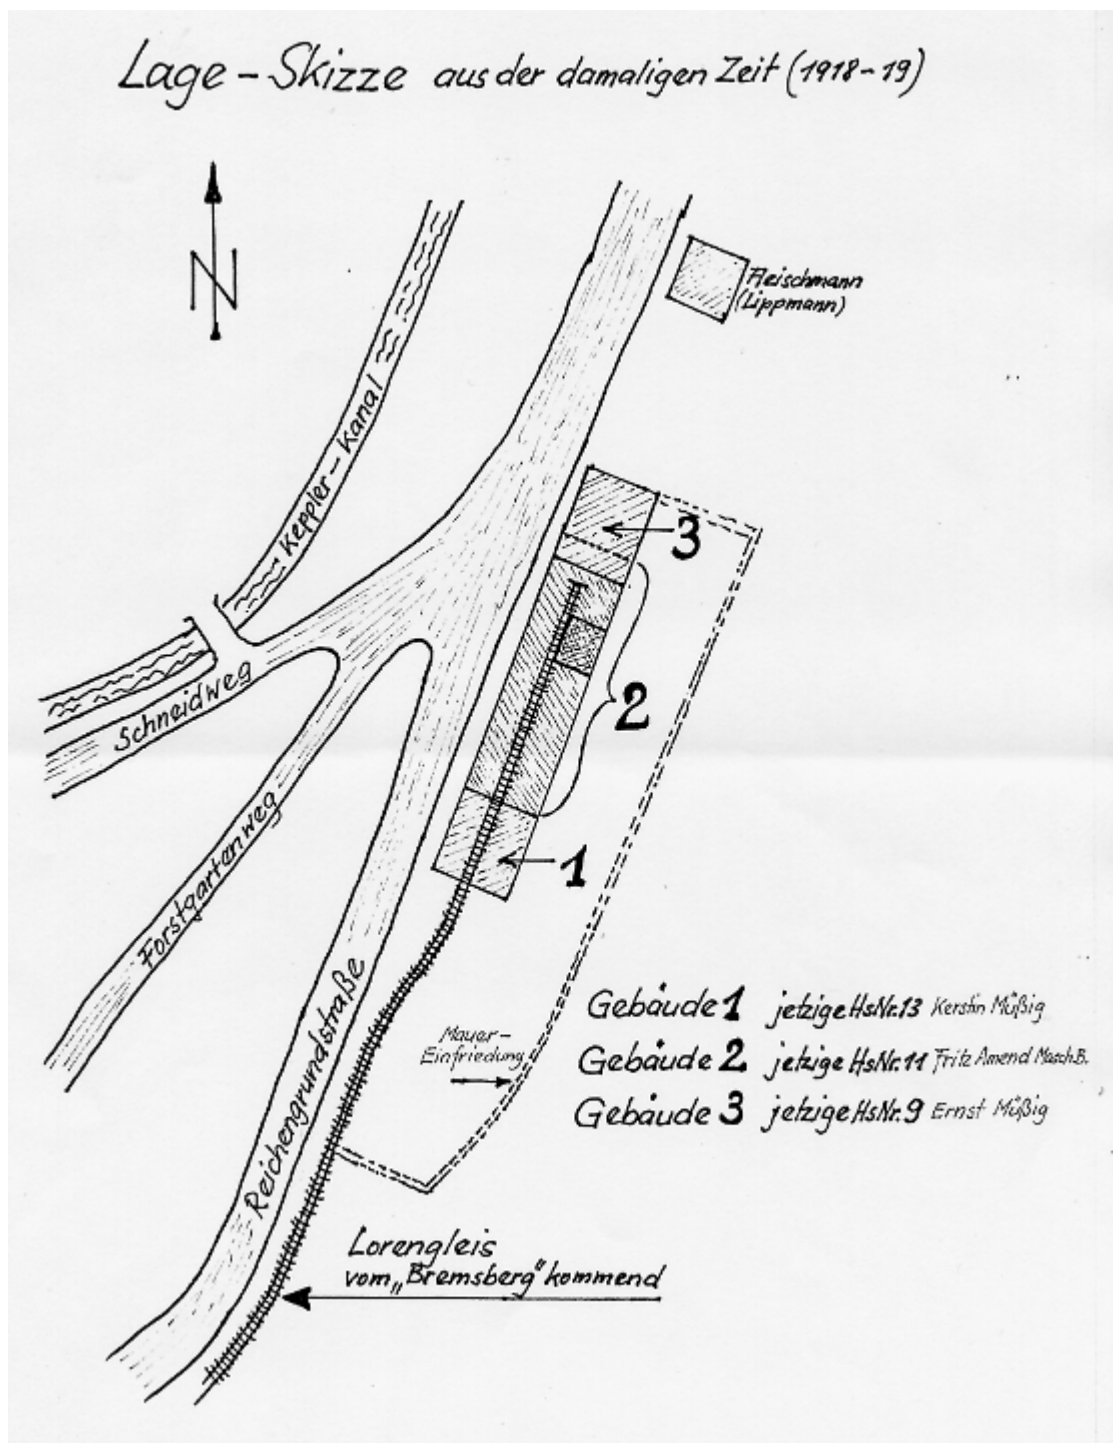 Lage-Skizze aus der damaligen Zeit (1918-19)
N
Fleischmann
(Lippmann)
Keppler-Kanal
3
Schneidweg
2
Forstgartenweg
1
Reichengrundstraße
Mauer-
Einfriedung
Gebäude 1 jetzige HsNr. 13 Kerstin Müßig
Gebäude 2 jetzige HsNr. 11 Fritz Amend Masch.B.
Gebäude 3 jetzige HsNr. 9 Ernst Müßig
Lorengleis
vom „Bremsberg“ kommend